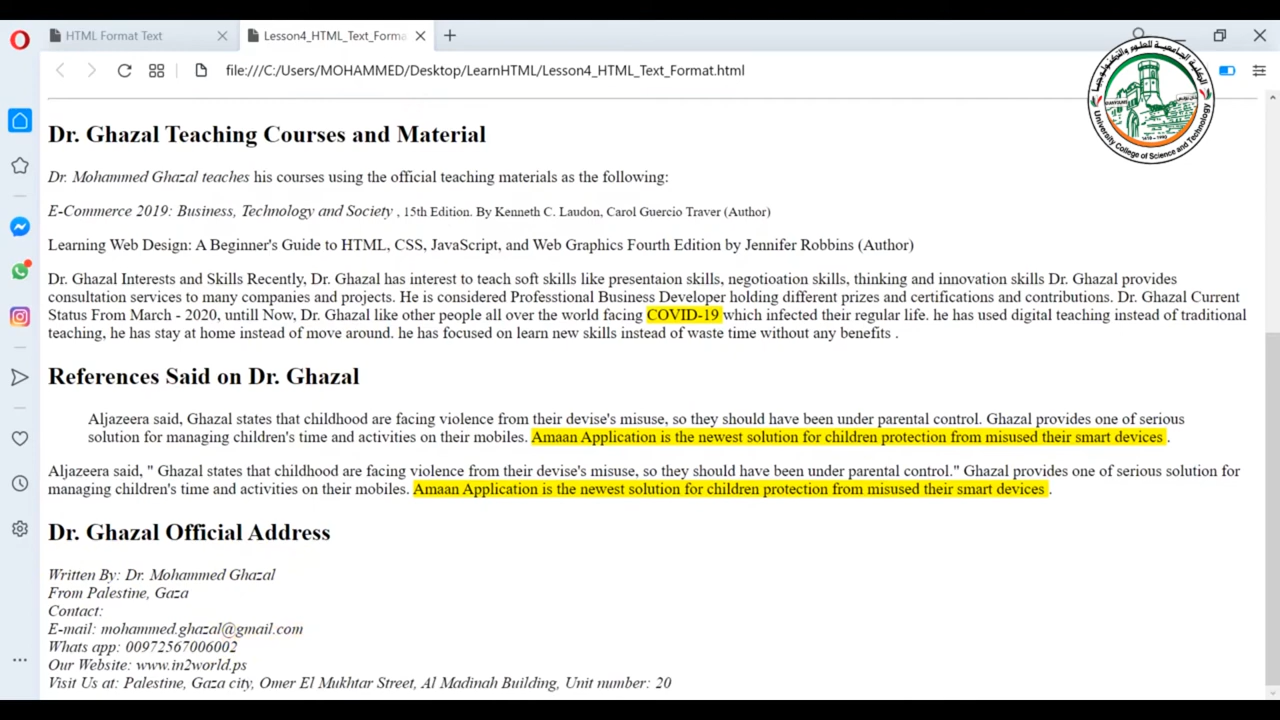 HTML Format Text
Lesson4_HTML_Text_Forma
file:///C:/Users/MOHAMMED/Desktop/LearnHTML/Lesson4_HTML_Text_Format.html
الكلية الجامعية للعلوم والتكنولوجيا
University College of Science and Technology
Dr. Ghazal Teaching Courses and Material
Dr. Mohammed Ghazal teaches his courses using the official teaching materials as the following:
E-Commerce 2019: Business, Technology and Society , 15th Edition. By Kenneth C. Laudon, Carol Guercio Traver (Author)
Learning Web Design: A Beginner's Guide to HTML, CSS, JavaScript, and Web Graphics Fourth Edition by Jennifer Robbins (Author)
Dr. Ghazal Interests and Skills Recently, Dr. Ghazal has interest to teach soft skills like presentaion skills, negotioation skills, thinking and innovation skills Dr. Ghazal provides
consultation services to many companies and projects. He is considered Professtional Business Developer holding different prizes and certifications and contributions. Dr. Ghazal Current
Status From March - 2020, untill Now, Dr. Ghazal like other people all over the world facing COVID-19 which infected their regular life. he has used digital teaching instead of traditional
teaching, he has stay at home instead of move around. he has focused on learn new skills instead of waste time without any benefits .
References Said on Dr. Ghazal
Aljazeera said, Ghazal states that childhood are facing violence from their devise's misuse, so they should have been under parental control. Ghazal provides one of serious
solution for managing children's time and activities on their mobiles. Amaan Application is the newest solution for children protection from misused their smart devices .
Aljazeera said, " Ghazal states that childhood are facing violence from their devise's misuse, so they should have been under parental control." Ghazal provides one of serious solution for
managing children's time and activities on their mobiles. Amaan Application is the newest solution for children protection from misused their smart devices .
Dr. Ghazal Official Address
Written By: Dr. Mohammed Ghazal
From Palestine, Gaza
Contact:
E-mail: mohammed.ghazal@gmail.com
Whats app: 00972567006002
Our Website: www.in2world.ps
Visit Us at: Palestine, Gaza city, Omer El Mukhtar Street, Al Madinah Building, Unit number: 20